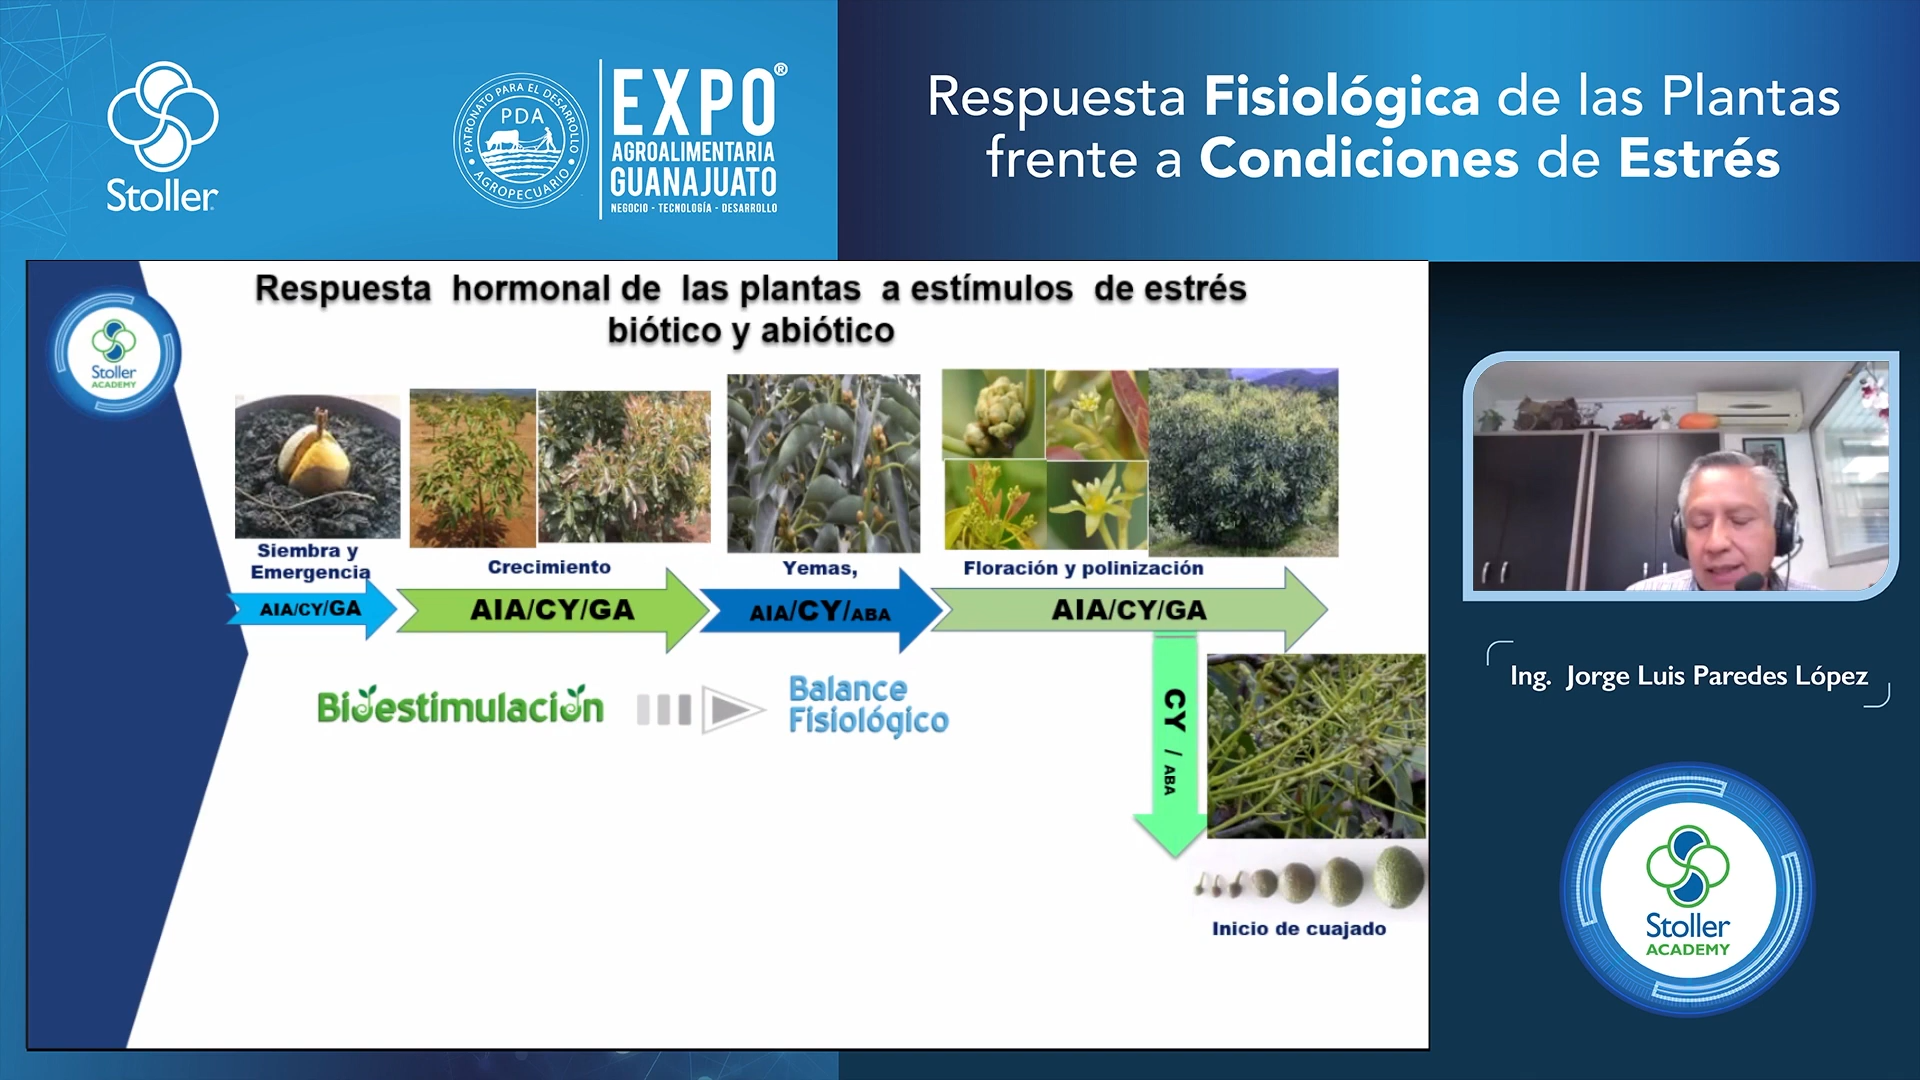 Stoller
PATRONATO PARA EL DESARROLLO
PDA
AGROPECUARIO
EXPO®
AGROALIMENTARIA
GUANAJUATO
NEGOCIO - TECNOLOGÍA - DESARROLLO
Respuesta Fisiológica de las Plantas
frente a Condiciones de Estrés
Stoller
ACADEMY
Respuesta hormonal de las plantas a estímulos de estrés
biótico y abiótico
Siembra y
Emergencia
Crecimiento
Yemas,
Floración y polinización
AIA/CY/GA
AIA/CY/GA
AIA/CY/ABA
AIA/CY/GA
Bioestimulación
Balance
Fisiológico
CY / ABA
Inicio de cuajado
Ing. Jorge Luis Paredes López
Stoller
ACADEMY